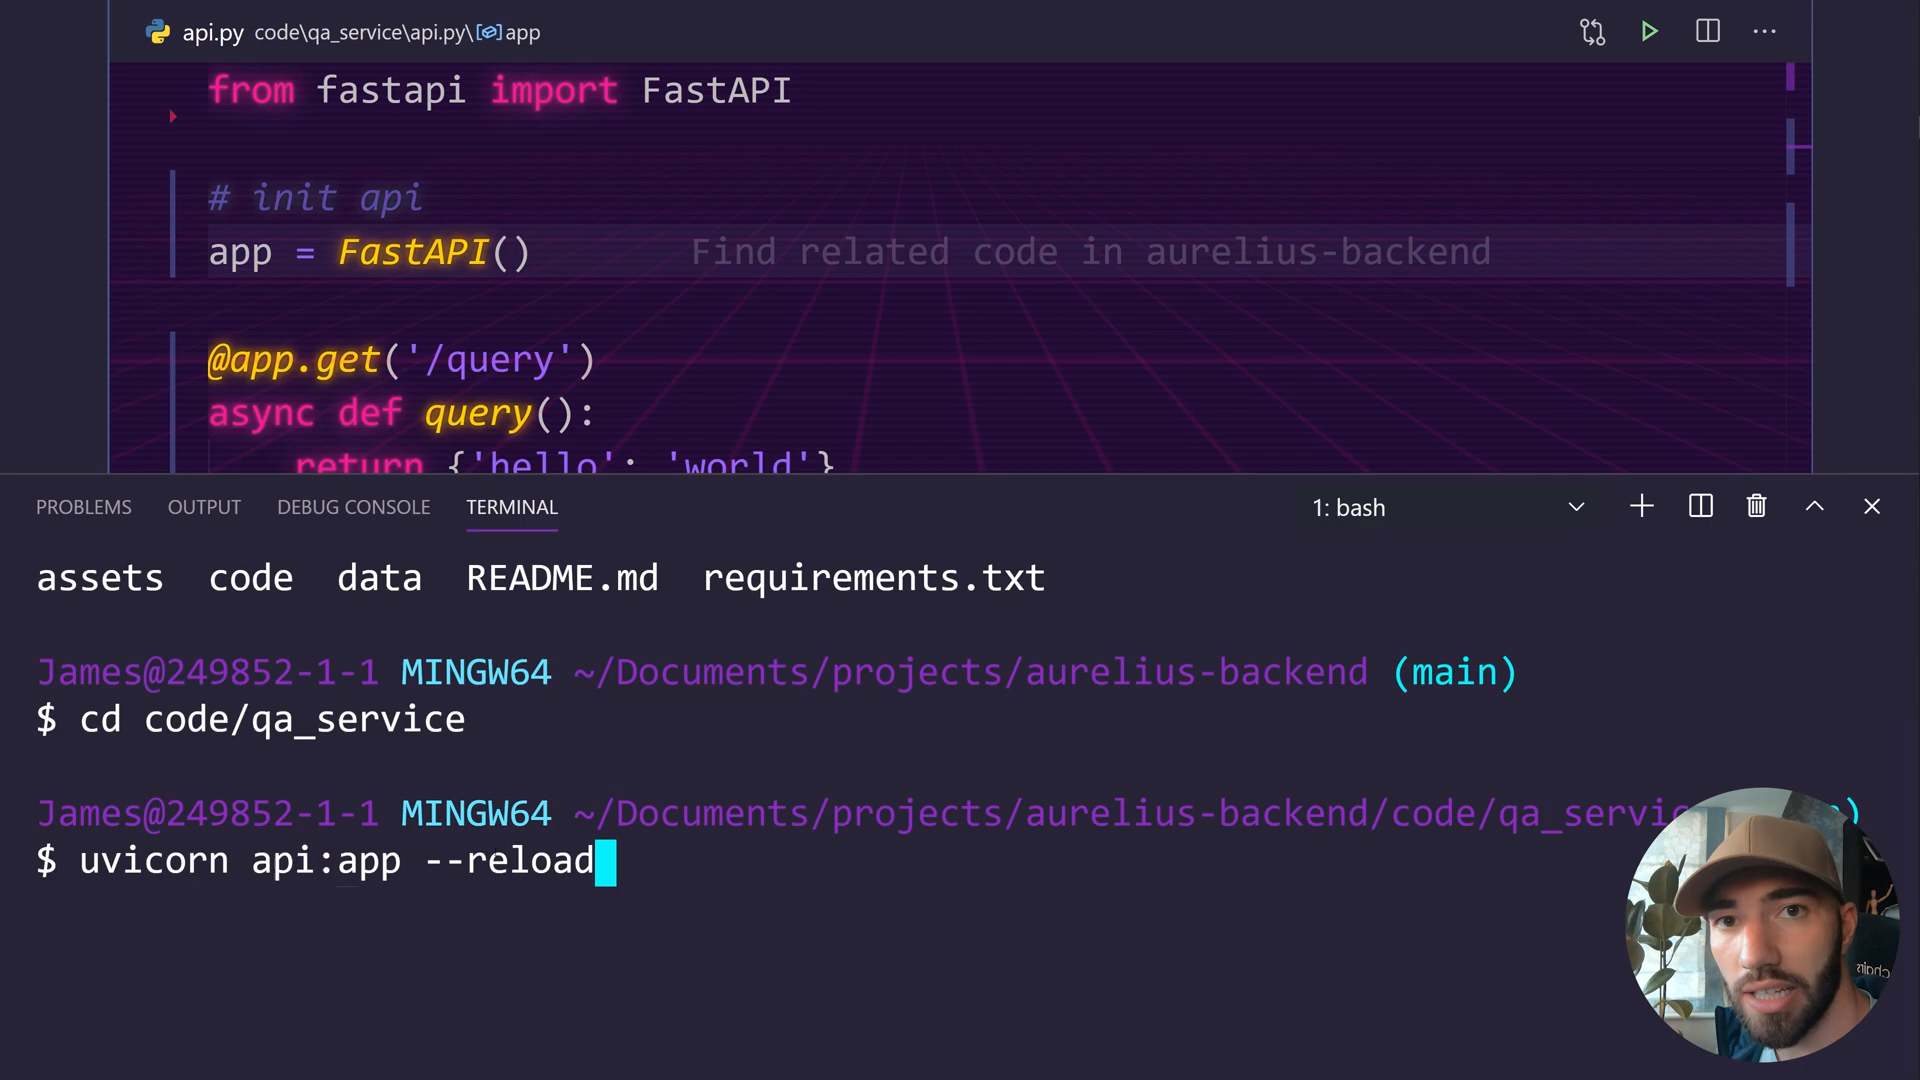 api.py code\qa_service\api.py\app
from fastapi import FastAPI
# init api
app = FastAPI() Find related code in aurelius-backend
@app.get('/query')
async def query():
return {'hello': 'world'}
PROBLEMS OUTPUT DEBUG CONSOLE TERMINAL 1: bash
assets code data README.md requirements.txt
James@249852-1-1 MINGW64 ~/Documents/projects/aurelius-backend (main)
$ cd code/qa_service
James@249852-1-1 MINGW64 ~/Documents/projects/aurelius-backend/code/qa_servic
$ uvicorn api:app --reload